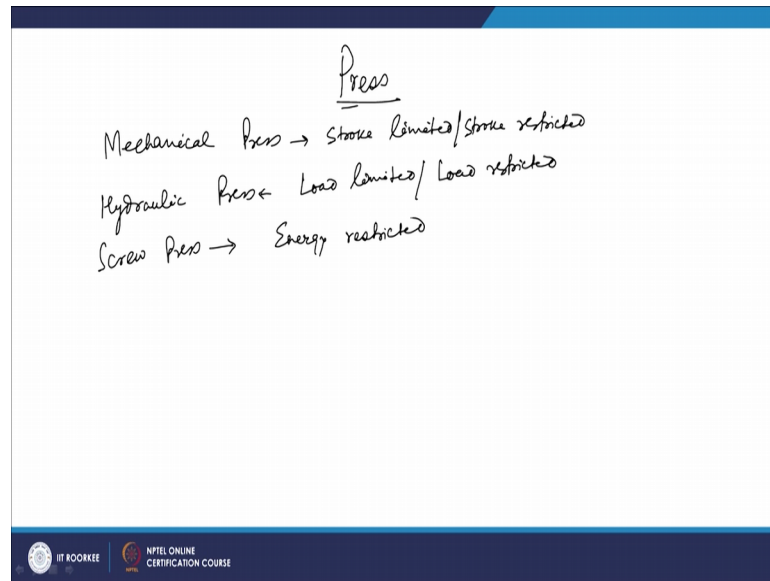 Press
Mechanical Press → Stroke limited/Stroke restricted
Hydraulic Press ← Load limited/ Load restricted
Screw Press → Energy restricted
IIT ROORKEE
NPTEL ONLINE
CERTIFICATION COURSE